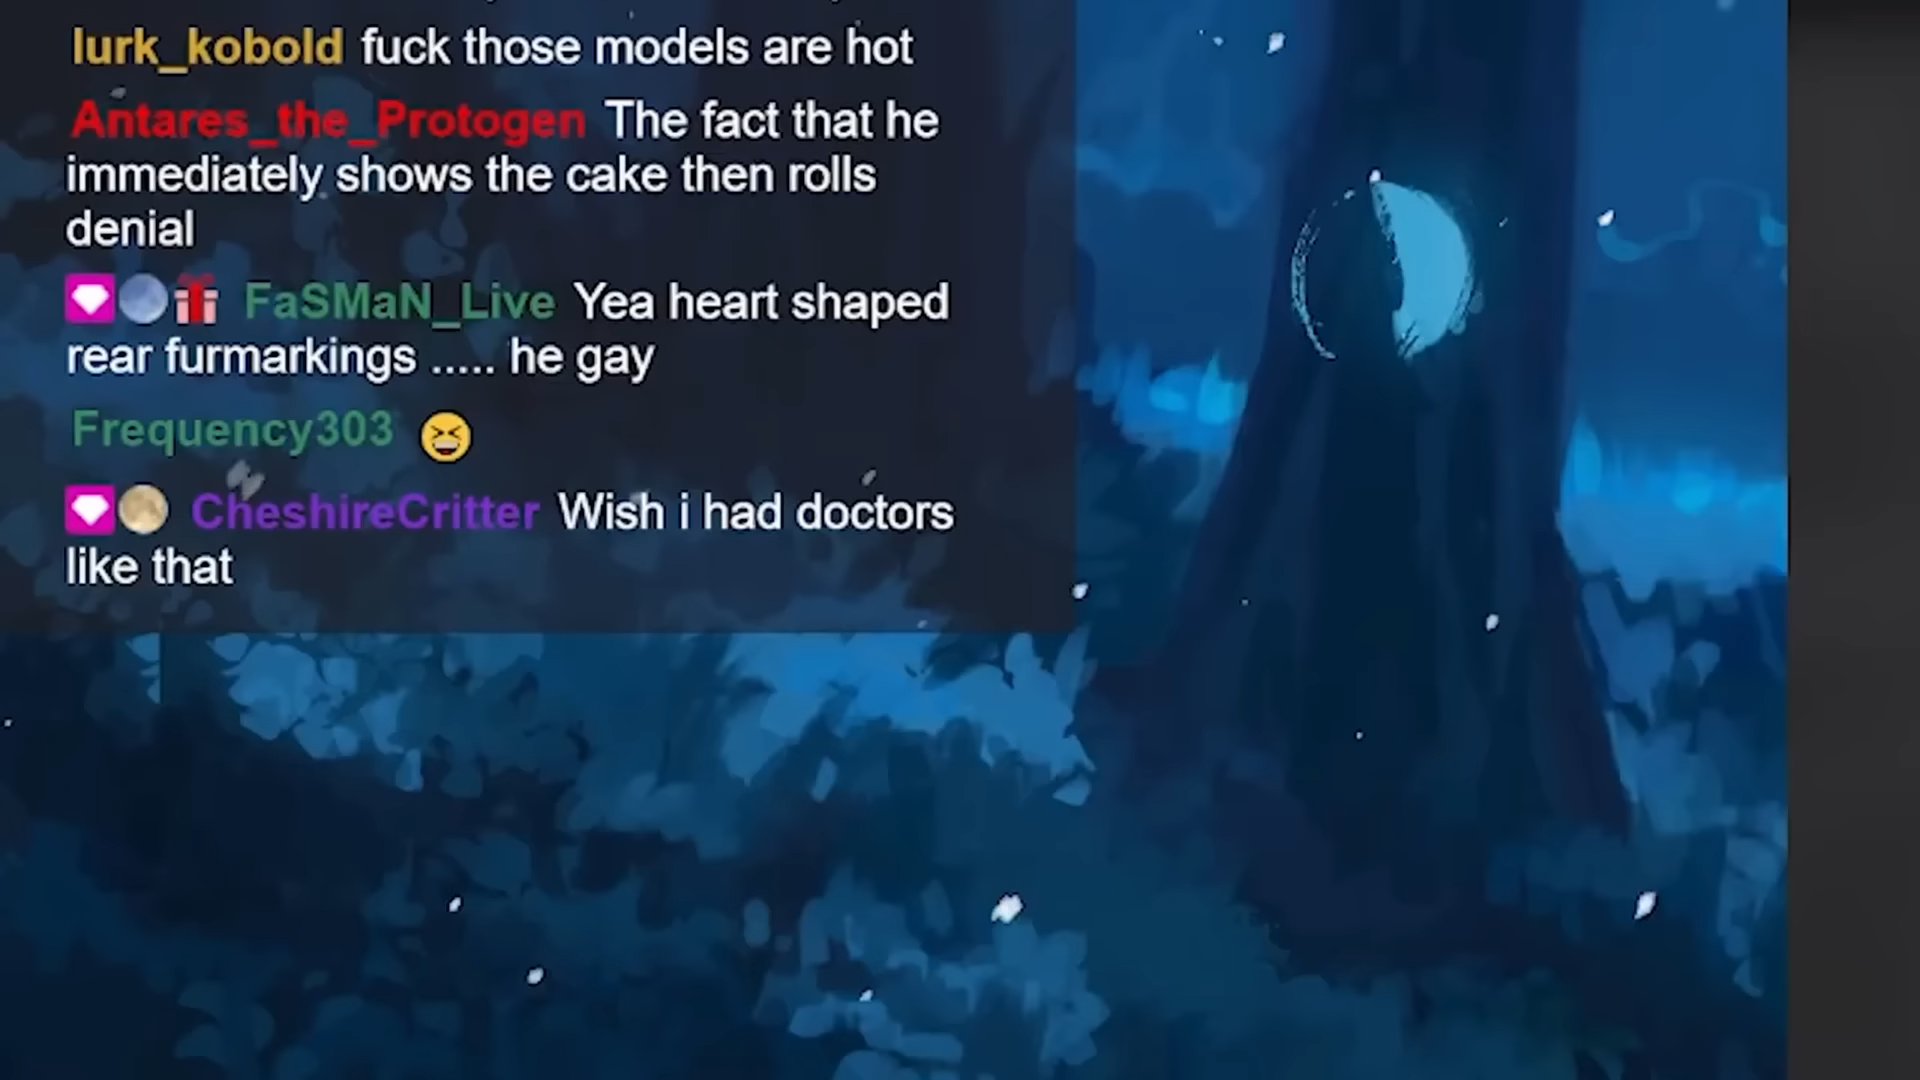 lurk_kobold fuck those models are hot
Antares_the_Protogen The fact that he
immediately shows the cake then rolls
denial
FaSMaN_Live Yea heart shaped
rear furmarkings ..... he gay
Frequency303 😆
CheshireCritter Wish i had doctors
like that